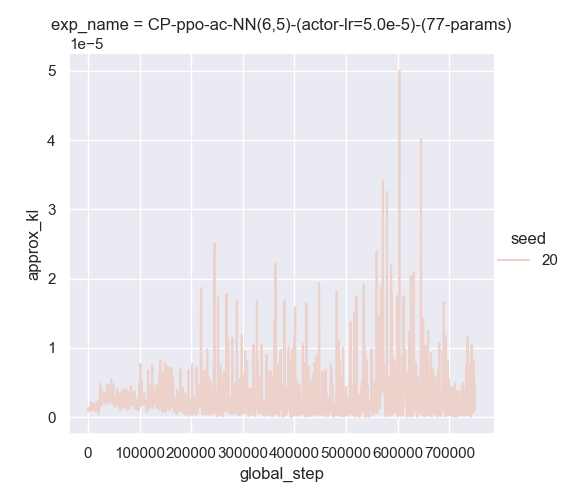 exp_name = CP-ppo-ac-NN(6,5)-(actor-lr=5.0e-5)-(77-params)
1e−5
5
4
3
2
1
0
approx_kl
0 100000 200000 300000 400000 500000 600000 700000
global_step
seed
20